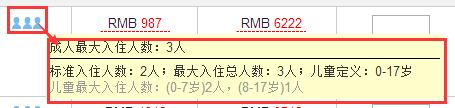 RMB 987 RMB 6222
成人最大入住人数：3人
标准入住人数：2人；最大入住总人数：3人；儿童定义：0-17岁
儿童最大入住人数：(0-7岁)2人，(8-17岁)1人